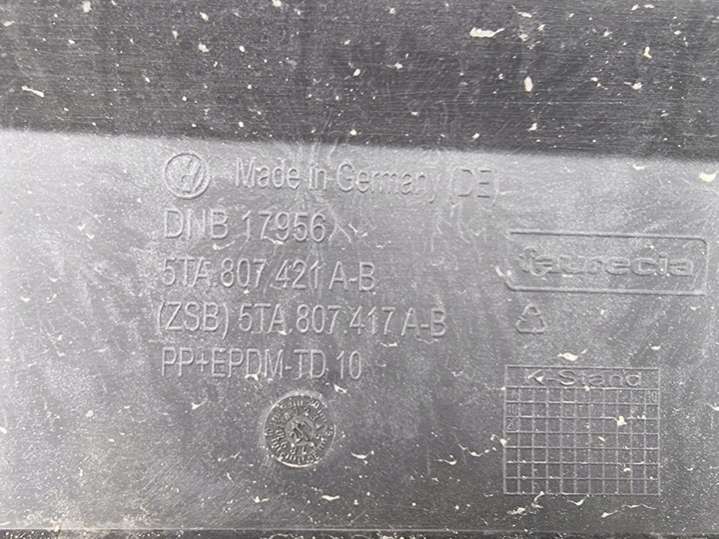 Made in Germany (DE)
DNB 17956
5TA.807.421 A-B
(ZSB) 5TA.807.417 A-B
PP+EPDM-TD 10
faurecia
K-Stand